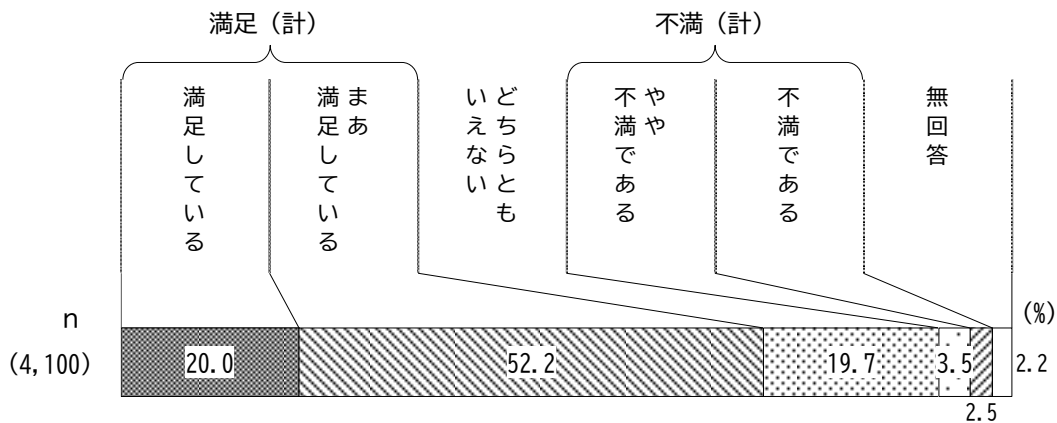 満足（計）
不満（計）
満足している
まあ
満足している
どちらとも
いえない
やや
不満である
不満である
無回答
n
(%)
(4,100)
20.0
52.2
19.7
3.5
2.5
2.2